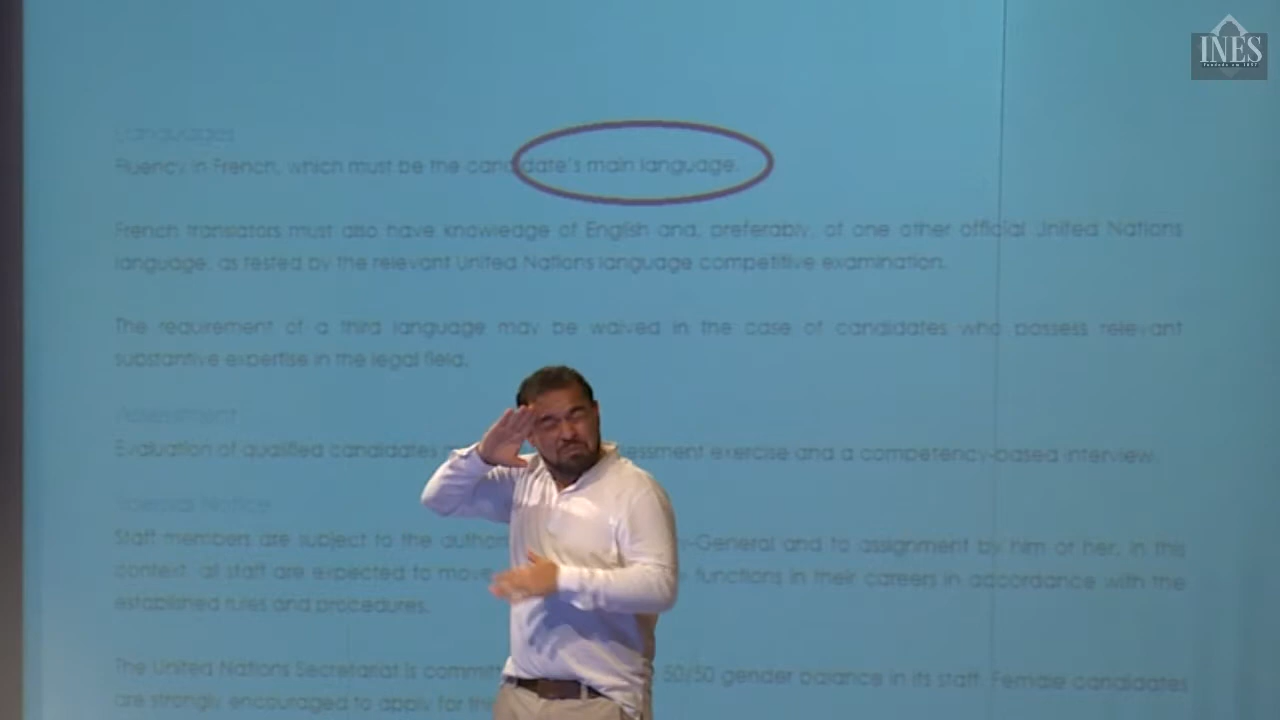 INES
Languages
Fluency in French, which must be the candidate's main language.
French translators must also have knowledge of English and, preferably, of one other official United Nations
language, as tested by the relevant United Nations language competitive examination.
The requirement of a third language may be waived in the case of candidates who possess relevant
substantive expertise in the legal field.
Assessment
Evaluation of qualified candidates essment exercise and a competency-based interview.
Special Notice
Staff members are subject to the author -General and to assignment by him or her. In this
context, all staff are expected to move functions in their careers in accordance with the
established rules and procedures.
The United Nations Secretariat is committ 50/50 gender balance in its staff. Female candidates
are strongly encouraged to apply for this